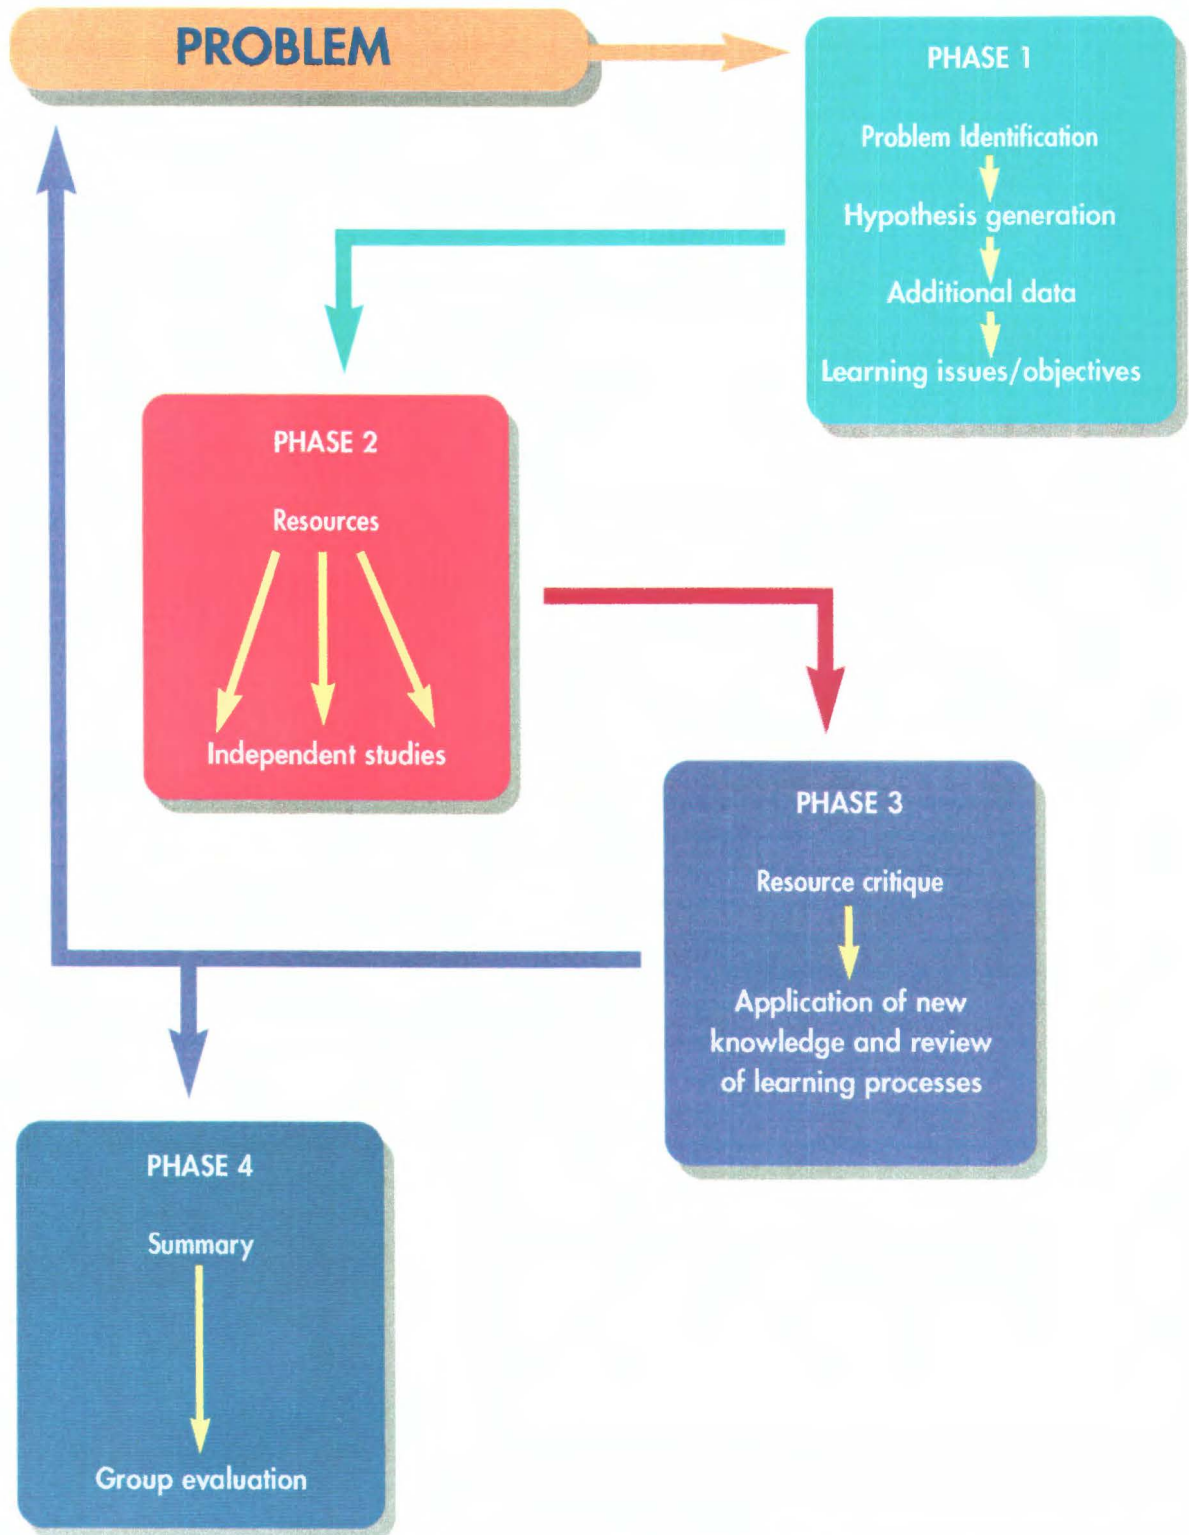 PROBLEM
PHASE 1
Problem Identification
Hypothesis generation
Additional data
Learning issues/objectives
PHASE 2
Resources
Independent studies
PHASE 3
Resource critique
Application of new
knowledge and review
of learning processes
PHASE 4
Summary
Group evaluation